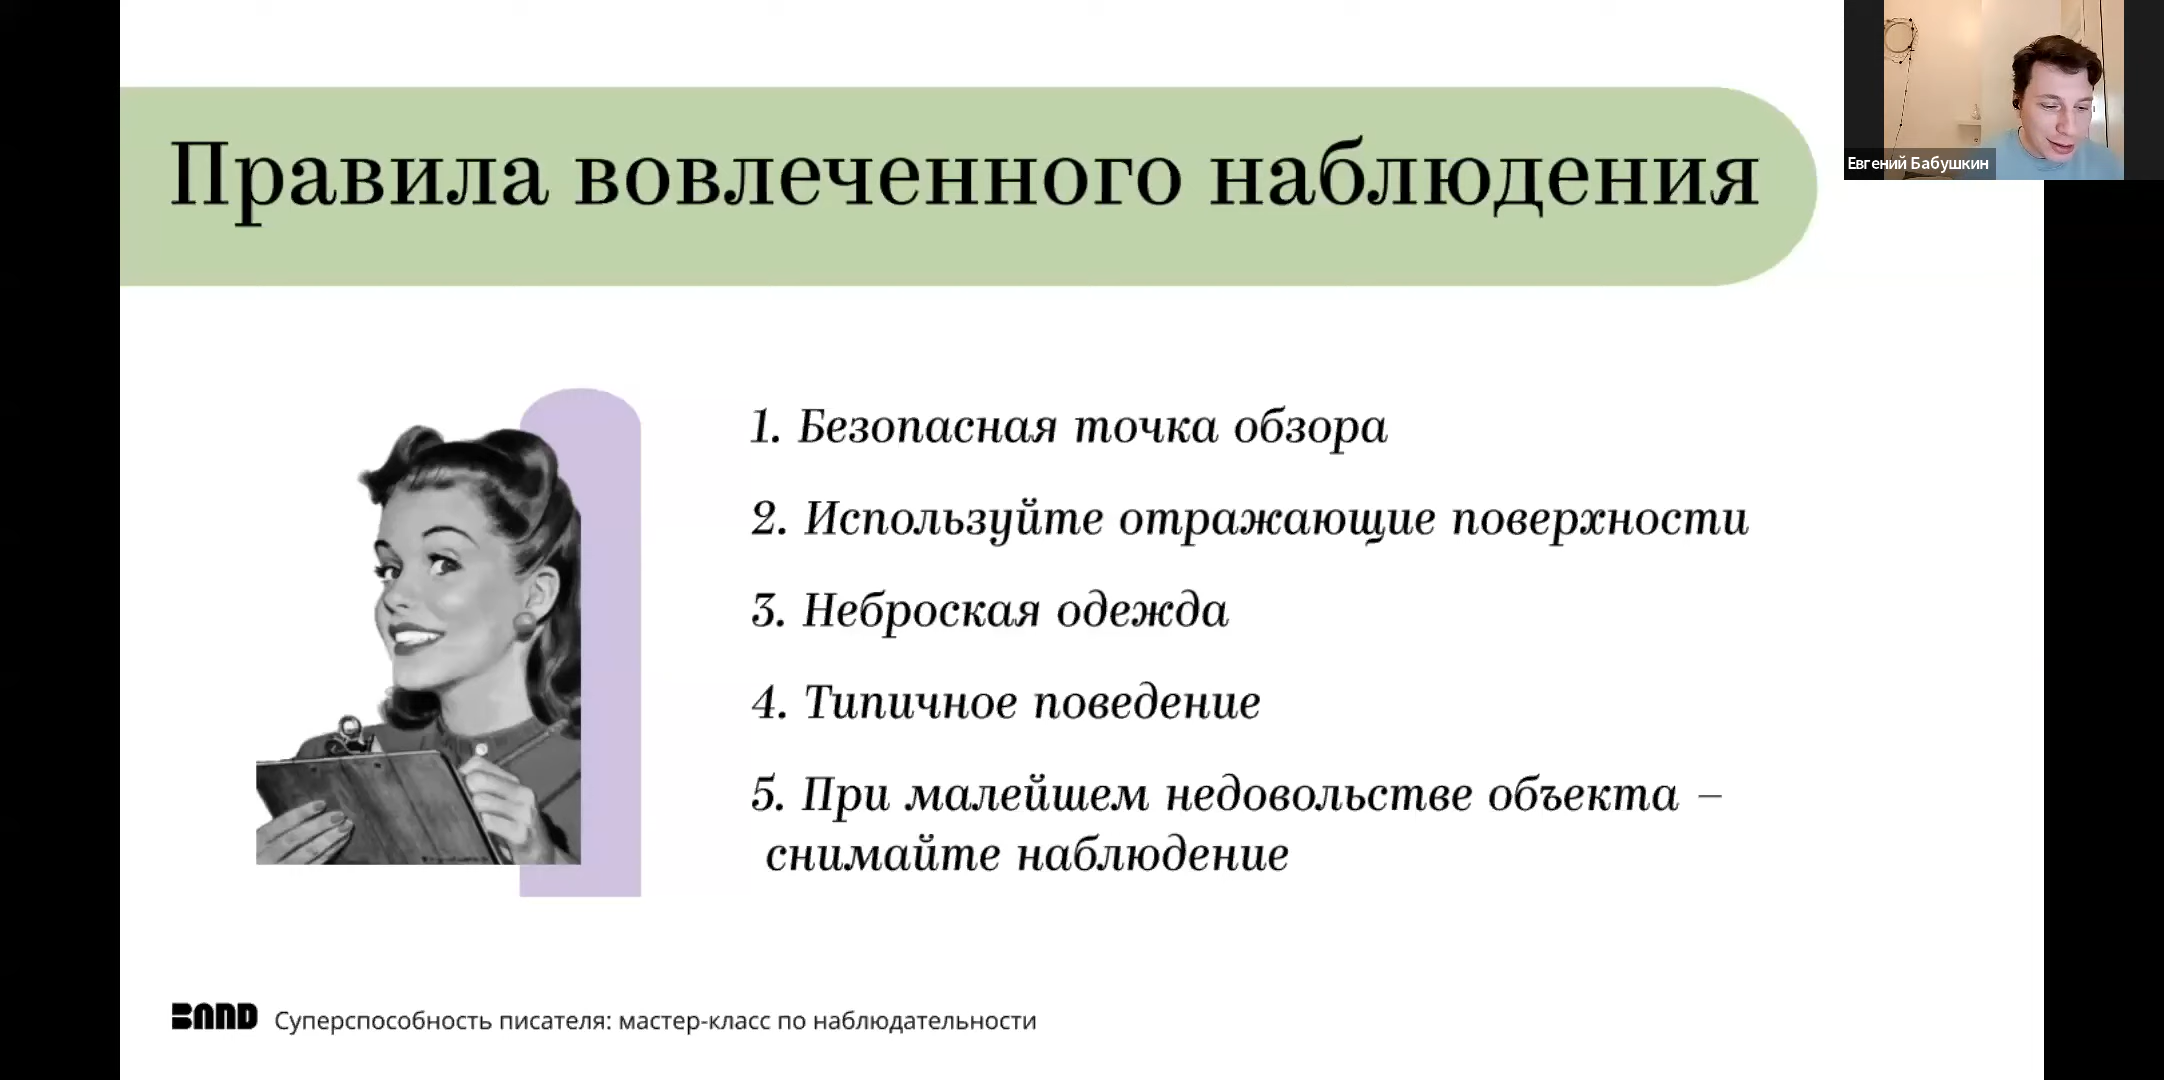 Правила вовлеченного наблюдения
Евгений Бабушкин
1. Безопасная точка обзора
2. Используйте отражающие поверхности
3. Неброская одежда
4. Типичное поведение
5. При малейшем недовольстве объекта –
снимайте наблюдение
BAND Суперспособность писателя: мастер-класс по наблюдательности